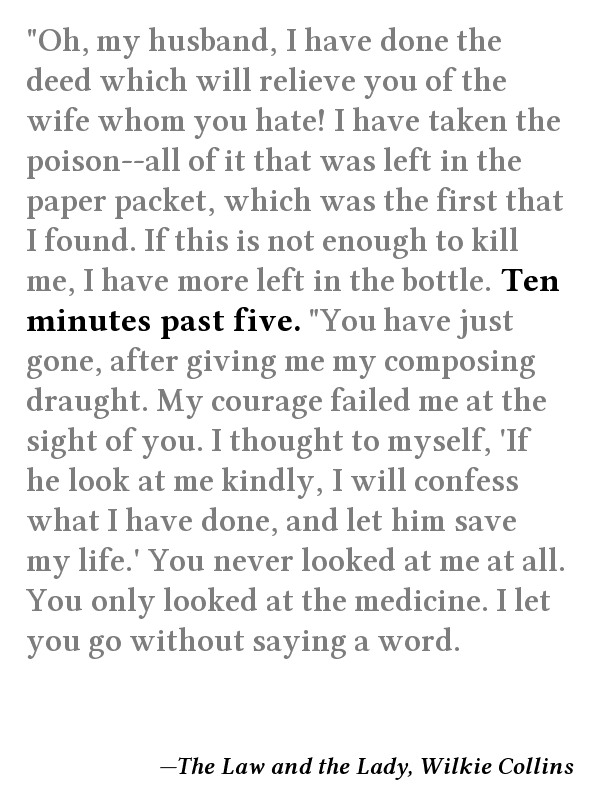 "Oh, my husband, I have done the
deed which will relieve you of the
wife whom you hate! I have taken the
poison--all of it that was left in the
paper packet, which was the first that
I found. If this is not enough to kill
me, I have more left in the bottle. Ten
minutes past five. "You have just
gone, after giving me my composing
draught. My courage failed me at the
sight of you. I thought to myself, 'If
he look at me kindly, I will confess
what I have done, and let him save
my life.' You never looked at me at all.
You only looked at the medicine. I let
you go without saying a word.
—The Law and the Lady, Wilkie Collins